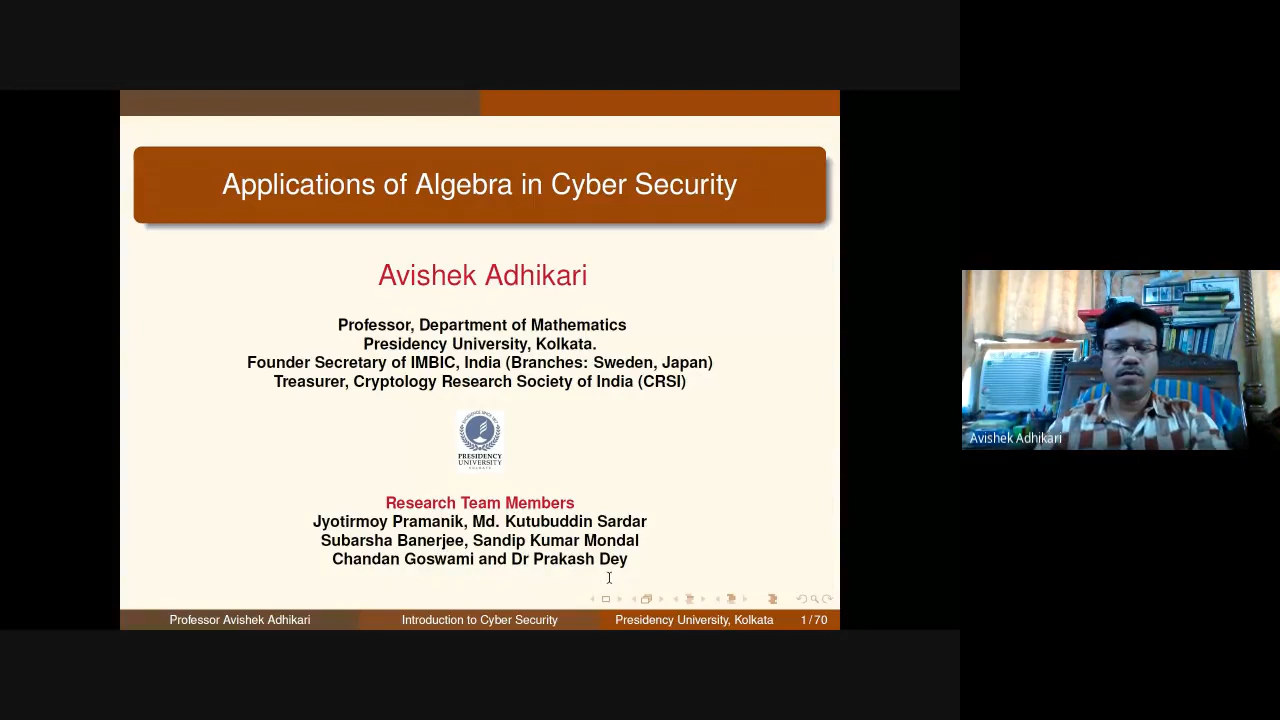 Applications of Algebra in Cyber Security
Avishek Adhikari
Professor, Department of Mathematics
Presidency University, Kolkata.
Founder Secretary of IMBIC, India (Branches: Sweden, Japan)
Treasurer, Cryptology Research Society of India (CRSI)
PRESIDENCY
UNIVERSITY
KOLKATA
Research Team Members
Jyotirmoy Pramanik, Md. Kutubuddin Sardar
Subarsha Banerjee, Sandip Kumar Mondal
Chandan Goswami and Dr Prakash Dey
Professor Avishek Adhikari
Introduction to Cyber Security
Presidency University, Kolkata
1 / 70
Avishek Adhikari